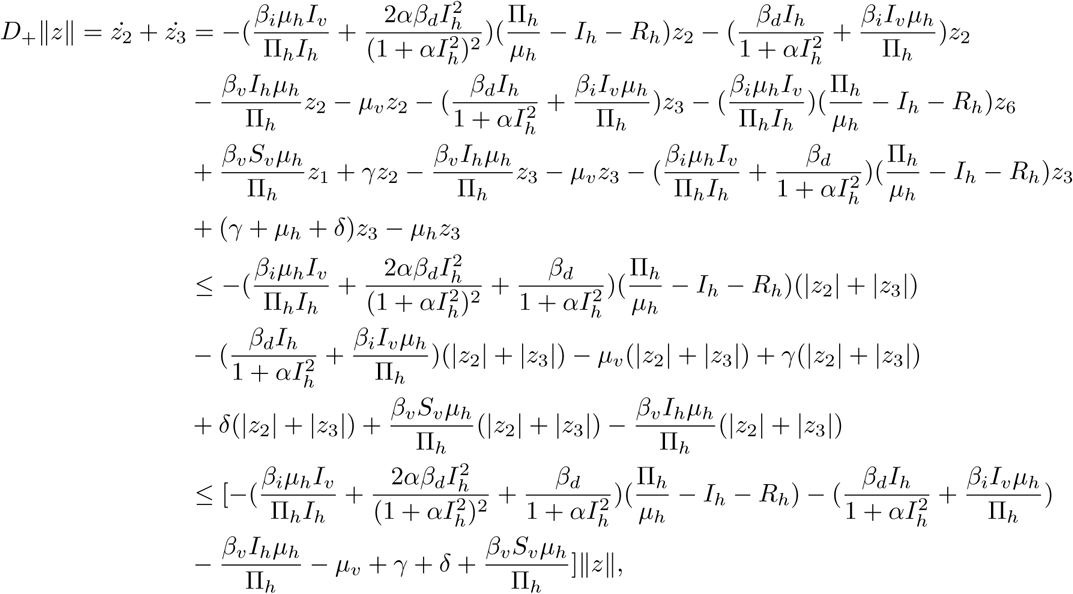 $D_+\|z\| = \dot{z_2} + \dot{z_3} = -(\frac{\beta_i\mu_h I_v}{\Pi_h I_h} + \frac{2\alpha\beta_d I_h^2}{(1+\alpha I_h^2)^2})(\frac{\Pi_h}{\mu_h} - I_h - R_h)z_2 - (\frac{\beta_d I_h}{1+\alpha I_h^2} + \frac{\beta_i I_v\mu_h}{\Pi_h})z_2$
$- \frac{\beta_v I_h\mu_h}{\Pi_h}z_2 - \mu_v z_2 - (\frac{\beta_d I_h}{1+\alpha I_h^2} + \frac{\beta_i I_v\mu_h}{\Pi_h})z_3 - (\frac{\beta_i\mu_h I_v}{\Pi_h I_h})(\frac{\Pi_h}{\mu_h} - I_h - R_h)z_6$
$+ \frac{\beta_v S_v\mu_h}{\Pi_h}z_1 + \gamma z_2 - \frac{\beta_v I_h\mu_h}{\Pi_h}z_3 - \mu_v z_3 - (\frac{\beta_i\mu_h I_v}{\Pi_h I_h} + \frac{\beta_d}{1+\alpha I_h^2})(\frac{\Pi_h}{\mu_h} - I_h - R_h)z_3$
$+ (\gamma + \mu_h + \delta)z_3 - \mu_h z_3$
$\leq -(\frac{\beta_i\mu_h I_v}{\Pi_h I_h} + \frac{2\alpha\beta_d I_h^2}{(1+\alpha I_h^2)^2} + \frac{\beta_d}{1+\alpha I_h^2})(\frac{\Pi_h}{\mu_h} - I_h - R_h)(|z_2| + |z_3|)$
$- (\frac{\beta_d I_h}{1+\alpha I_h^2} + \frac{\beta_i I_v\mu_h}{\Pi_h})(|z_2| + |z_3|) - \mu_v(|z_2| + |z_3|) + \gamma(|z_2| + |z_3|)$
$+ \delta(|z_2| + |z_3|) + \frac{\beta_v S_v\mu_h}{\Pi_h}(|z_2| + |z_3|) - \frac{\beta_v I_h\mu_h}{\Pi_h}(|z_2| + |z_3|)$
$\leq [-(\frac{\beta_i\mu_h I_v}{\Pi_h I_h} + \frac{2\alpha\beta_d I_h^2}{(1+\alpha I_h^2)^2} + \frac{\beta_d}{1+\alpha I_h^2})(\frac{\Pi_h}{\mu_h} - I_h - R_h) - (\frac{\beta_d I_h}{1+\alpha I_h^2} + \frac{\beta_i I_v\mu_h}{\Pi_h})$
$- \frac{\beta_v I_h\mu_h}{\Pi_h} - \mu_v + \gamma + \delta + \frac{\beta_v S_v\mu_h}{\Pi_h}]\|z\|,$